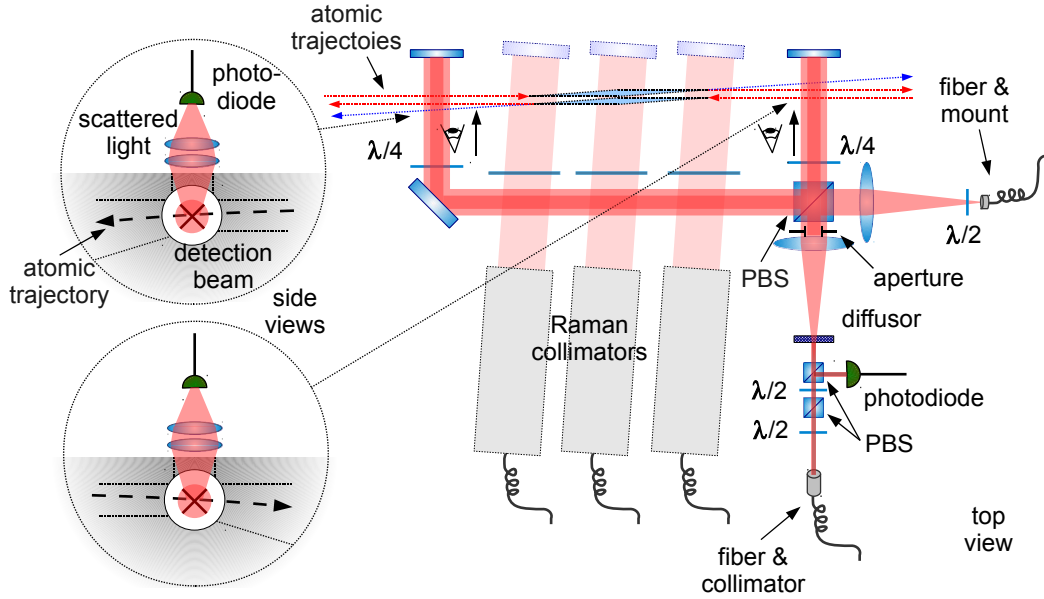 atomic
trajectoies
photo-
diode
scattered
light
λ/4
λ/4
fiber &
mount
detection
beam
atomic
trajectory
side
views
PBS
λ/2
aperture
Raman
collimators
diffusor
λ/2
photodiode
λ/2
PBS
fiber &
collimator
top
view